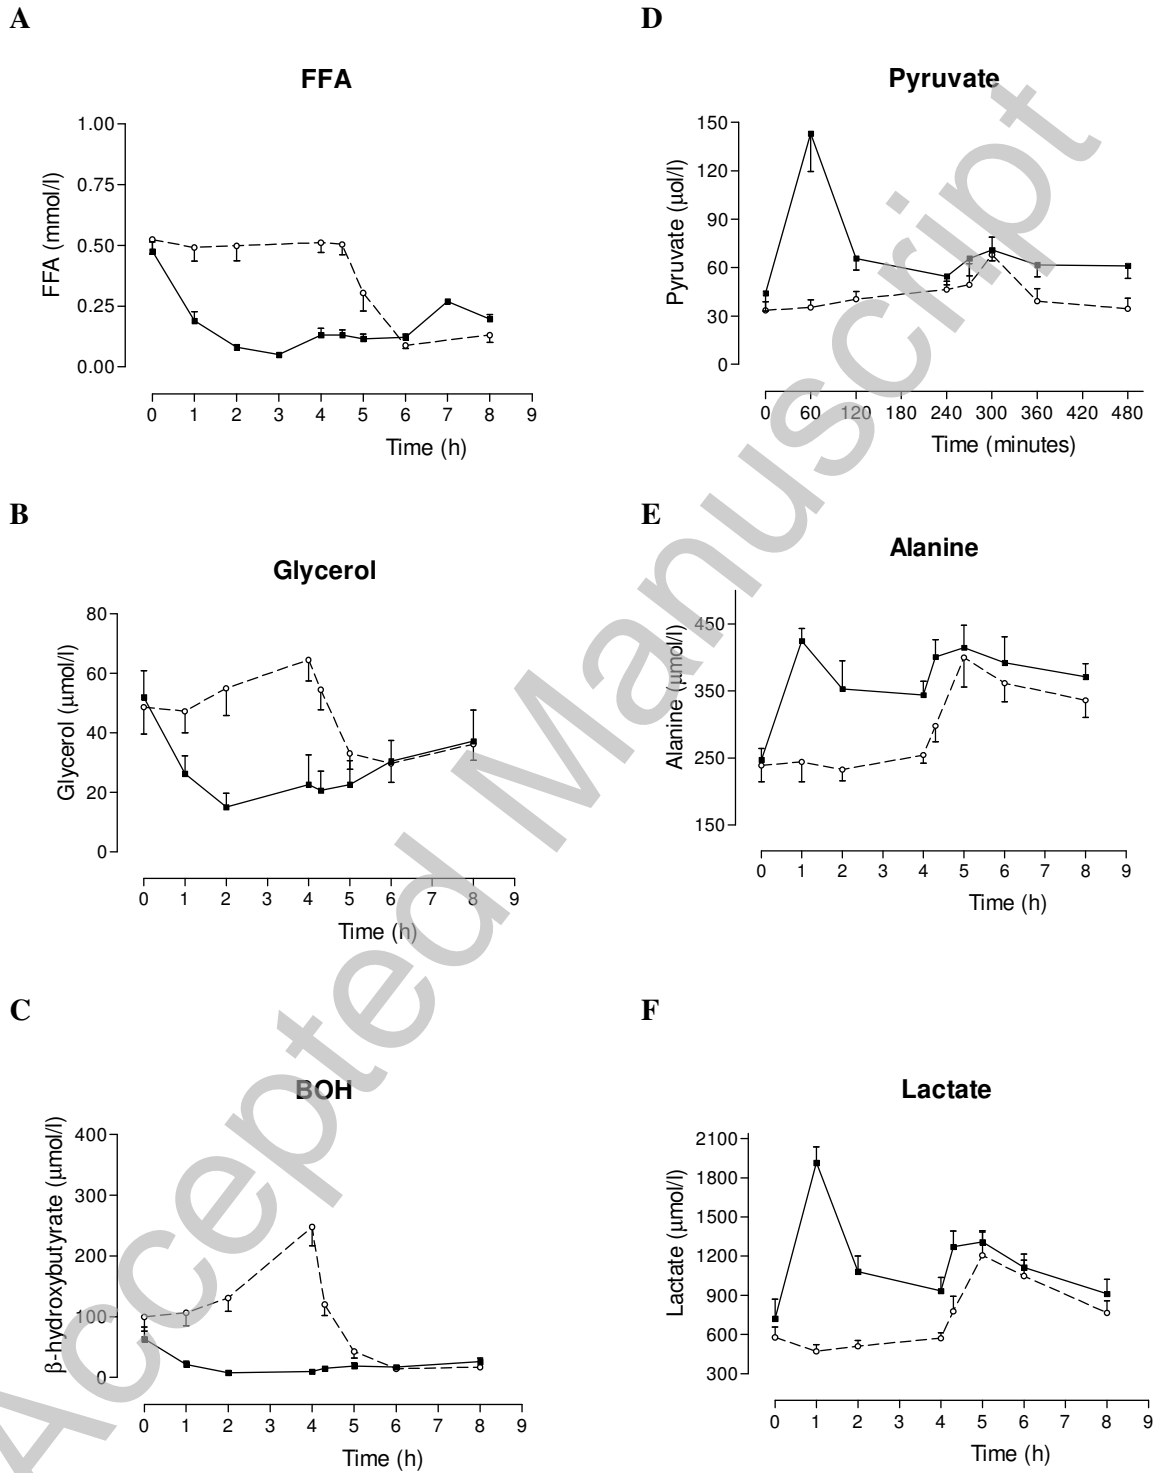 A
FFA
1.00
0.75
0.50
0.25
0.00
FFA (mmol/l)
0 1 2 3 4 5 6 7 8 9
Time (h)
B
Glycerol
80
60
40
20
0
Glycerol (μmol/l)
0 1 2 3 4 5 6 7 8 9
Time (h)
C
BOH
400
300
200
100
0
β-hydroxybutyrate (μmol/l)
0 1 2 3 4 5 6 7 8 9
Time (h)
D
Pyruvate
150
120
90
60
30
0
Pyruvate (μol/l)
0 60 120 180 240 300 360 420 480
Time (minutes)
E
Alanine
450
350
250
150
Alanine (μmol/l)
0 1 2 3 4 5 6 7 8 9
Time (h)
F
Lactate
2100
1800
1500
1200
900
600
300
Lactate (μmol/l)
0 1 2 3 4 5 6 7 8 9
Time (h)
Accepted Manuscript